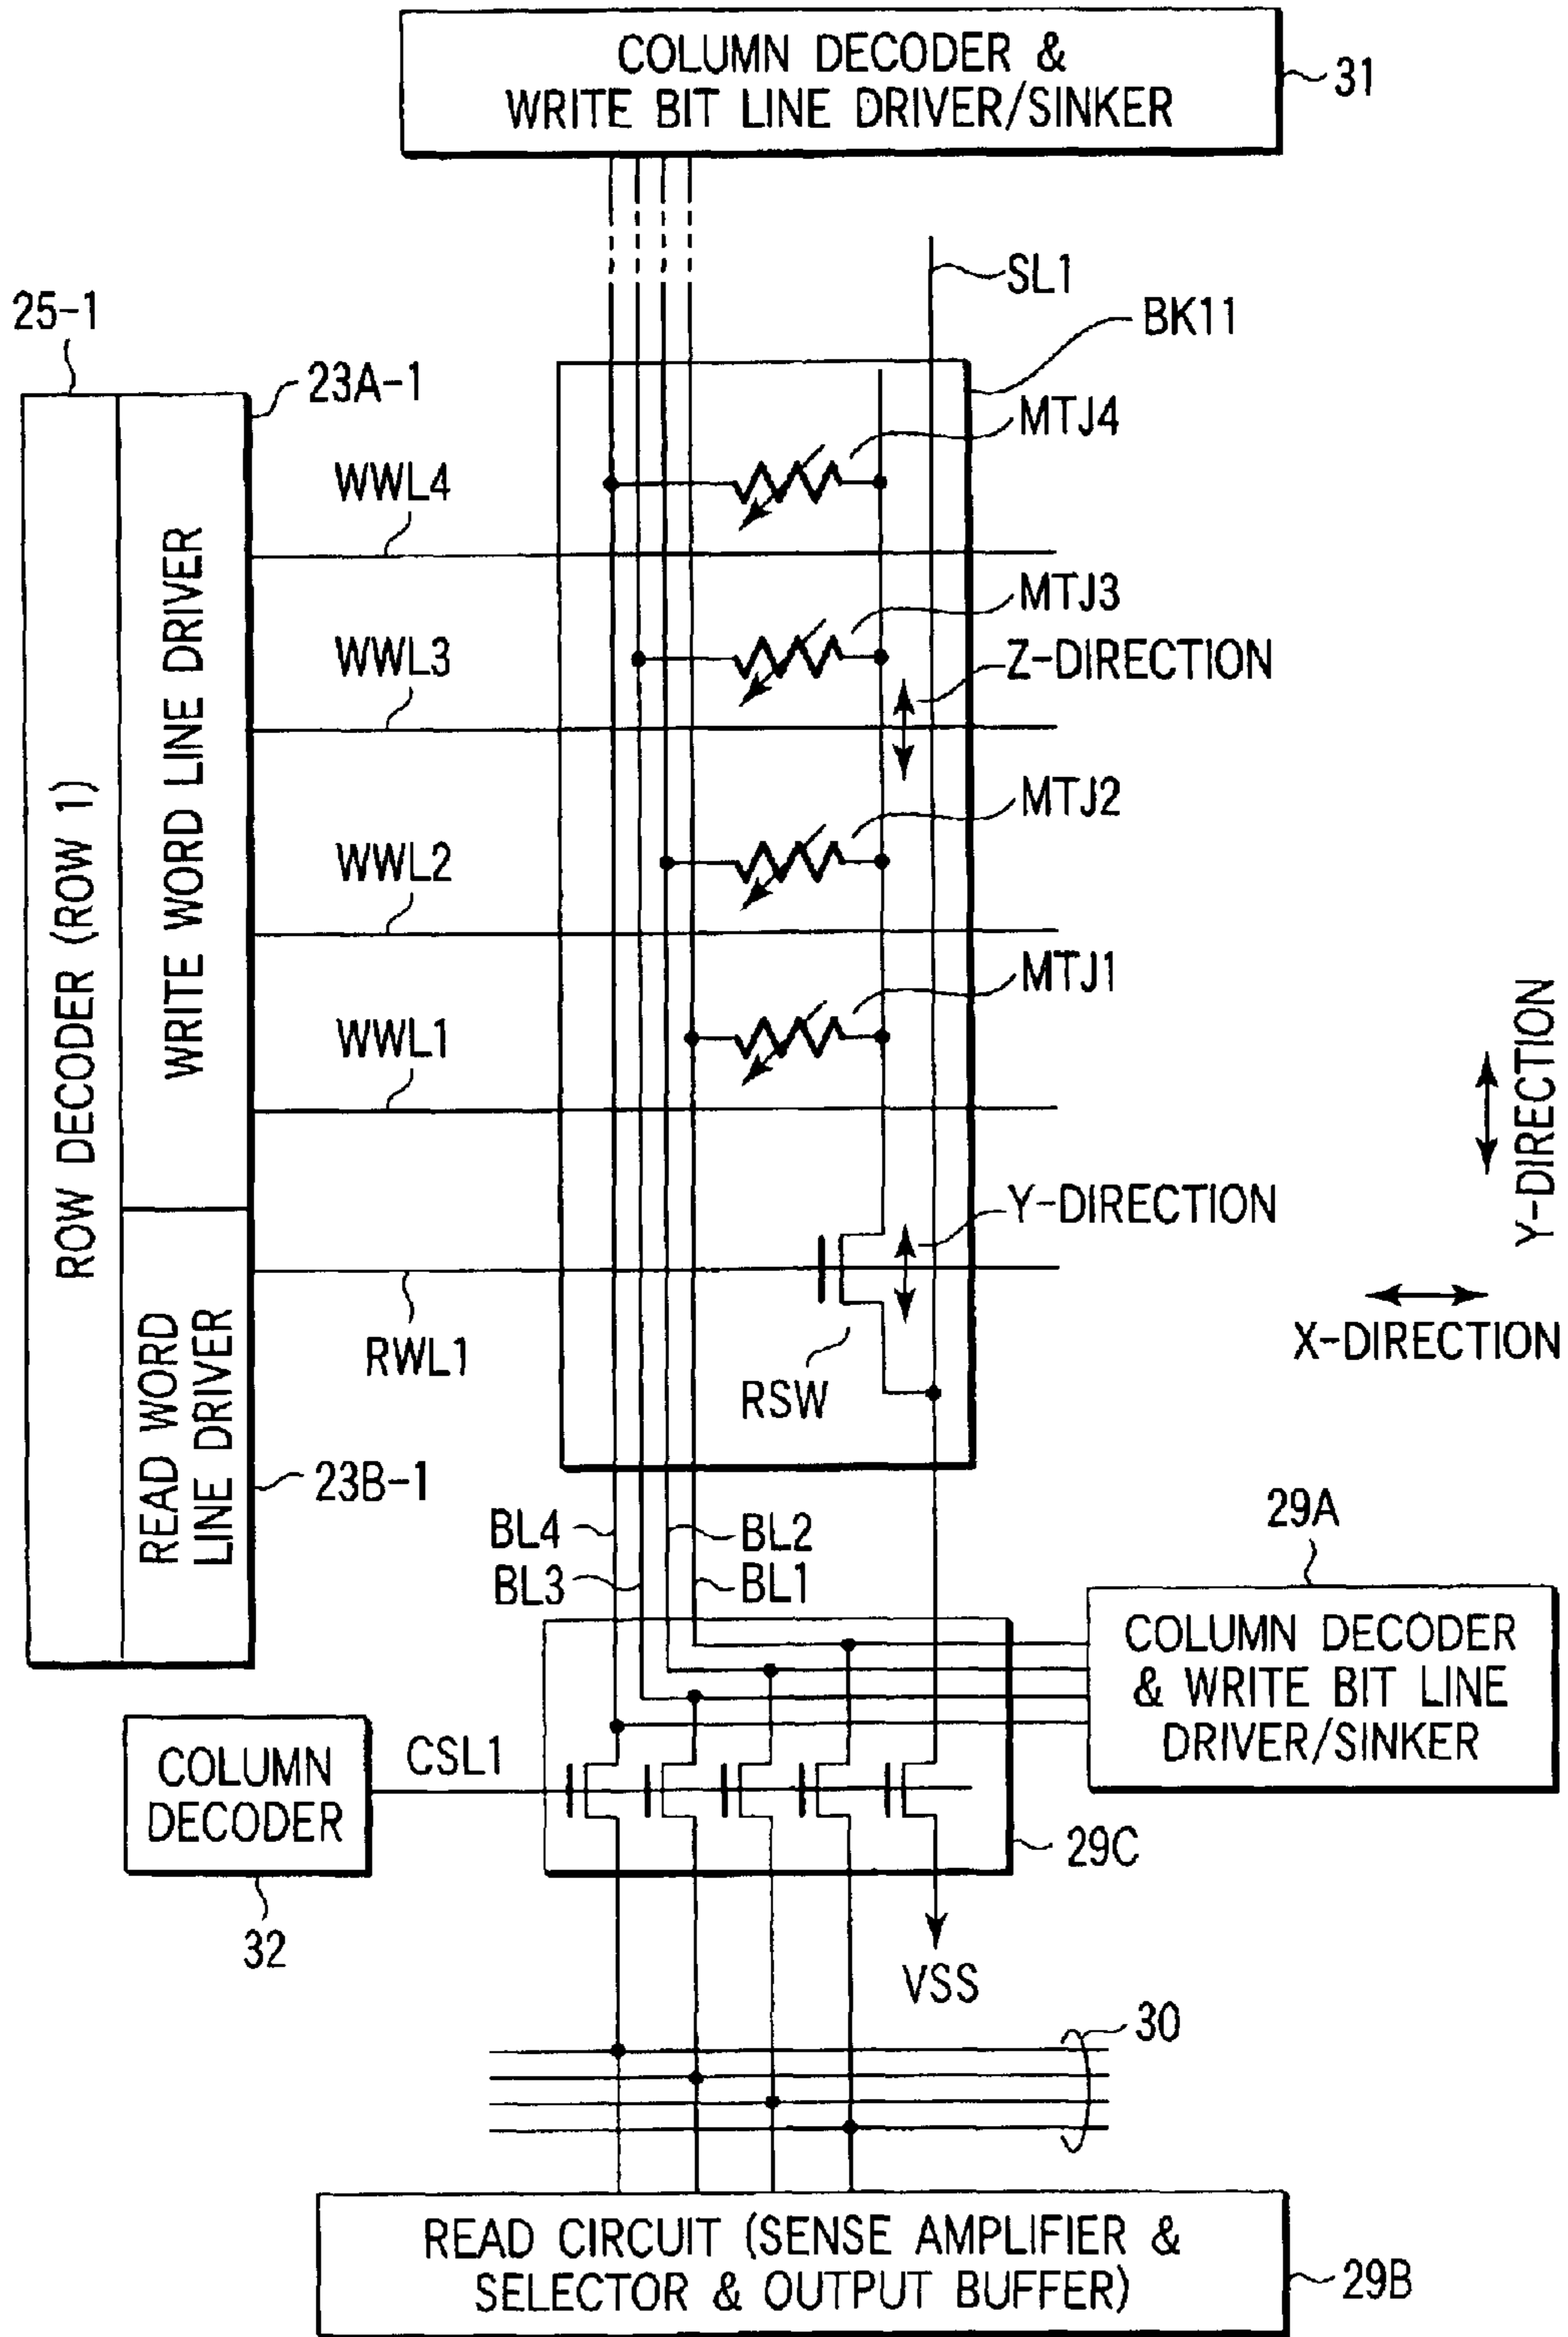 COLUMN DECODER &
WRITE BIT LINE DRIVER/SINKER
31
SL1
BK11
25-1
23A-1
MTJ4
WWL4
MTJ3
WWL3
Z-DIRECTION
MTJ2
WWL2
MTJ1
WWL1
ROW DECODER (ROW 1)
WRITE WORD LINE DRIVER
Y-DIRECTION
Y-DIRECTION
X-DIRECTION
READ WORD
LINE DRIVER
RWL1
RSW
23B-1
BL4
BL2
BL3
BL1
29A
COLUMN DECODER
& WRITE BIT LINE
DRIVER/SINKER
COLUMN
DECODER
CSL1
29C
32
VSS
30
READ CIRCUIT (SENSE AMPLIFIER &
SELECTOR & OUTPUT BUFFER)
29B